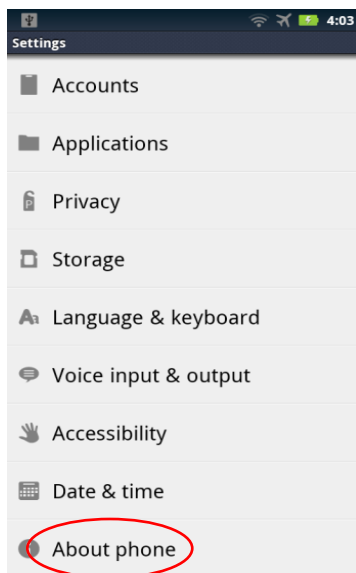 4:03
Settings
Accounts
Applications
Privacy
Storage
Language & keyboard
Voice input & output
Accessibility
Date & time
About phone